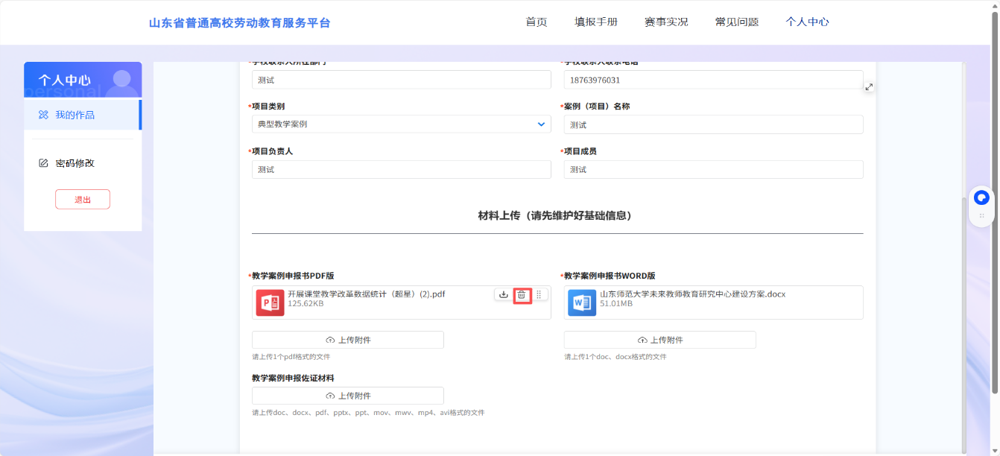 山东省普通高校劳动教育服务平台
首页 填报手册 赛事实况 常见问题 个人中心
个人中心
personal
我的作品
密码修改
退出
*学校联系人所在部门 *学校联系人联系电话
测试 18763976031
*项目类别 *案例（项目）名称
典型教学案例 测试
*项目负责人 *项目成员
测试 测试
材料上传（请先维护好基础信息）
*教学案例申报书PDF版 *教学案例申报书WORD版
开展课堂教学改革数据统计（超星）(2).pdf 山东师范大学未来教师教育研究中心建设方案.docx
125.62KB 51.01MB
上传附件 上传附件
请上传1个pdf格式的文件 请上传1个doc、docx格式的文件
教学案例申报佐证材料
上传附件
请上传doc、docx、pdf、pptx、ppt、mov、mwv、mp4、avi格式的文件